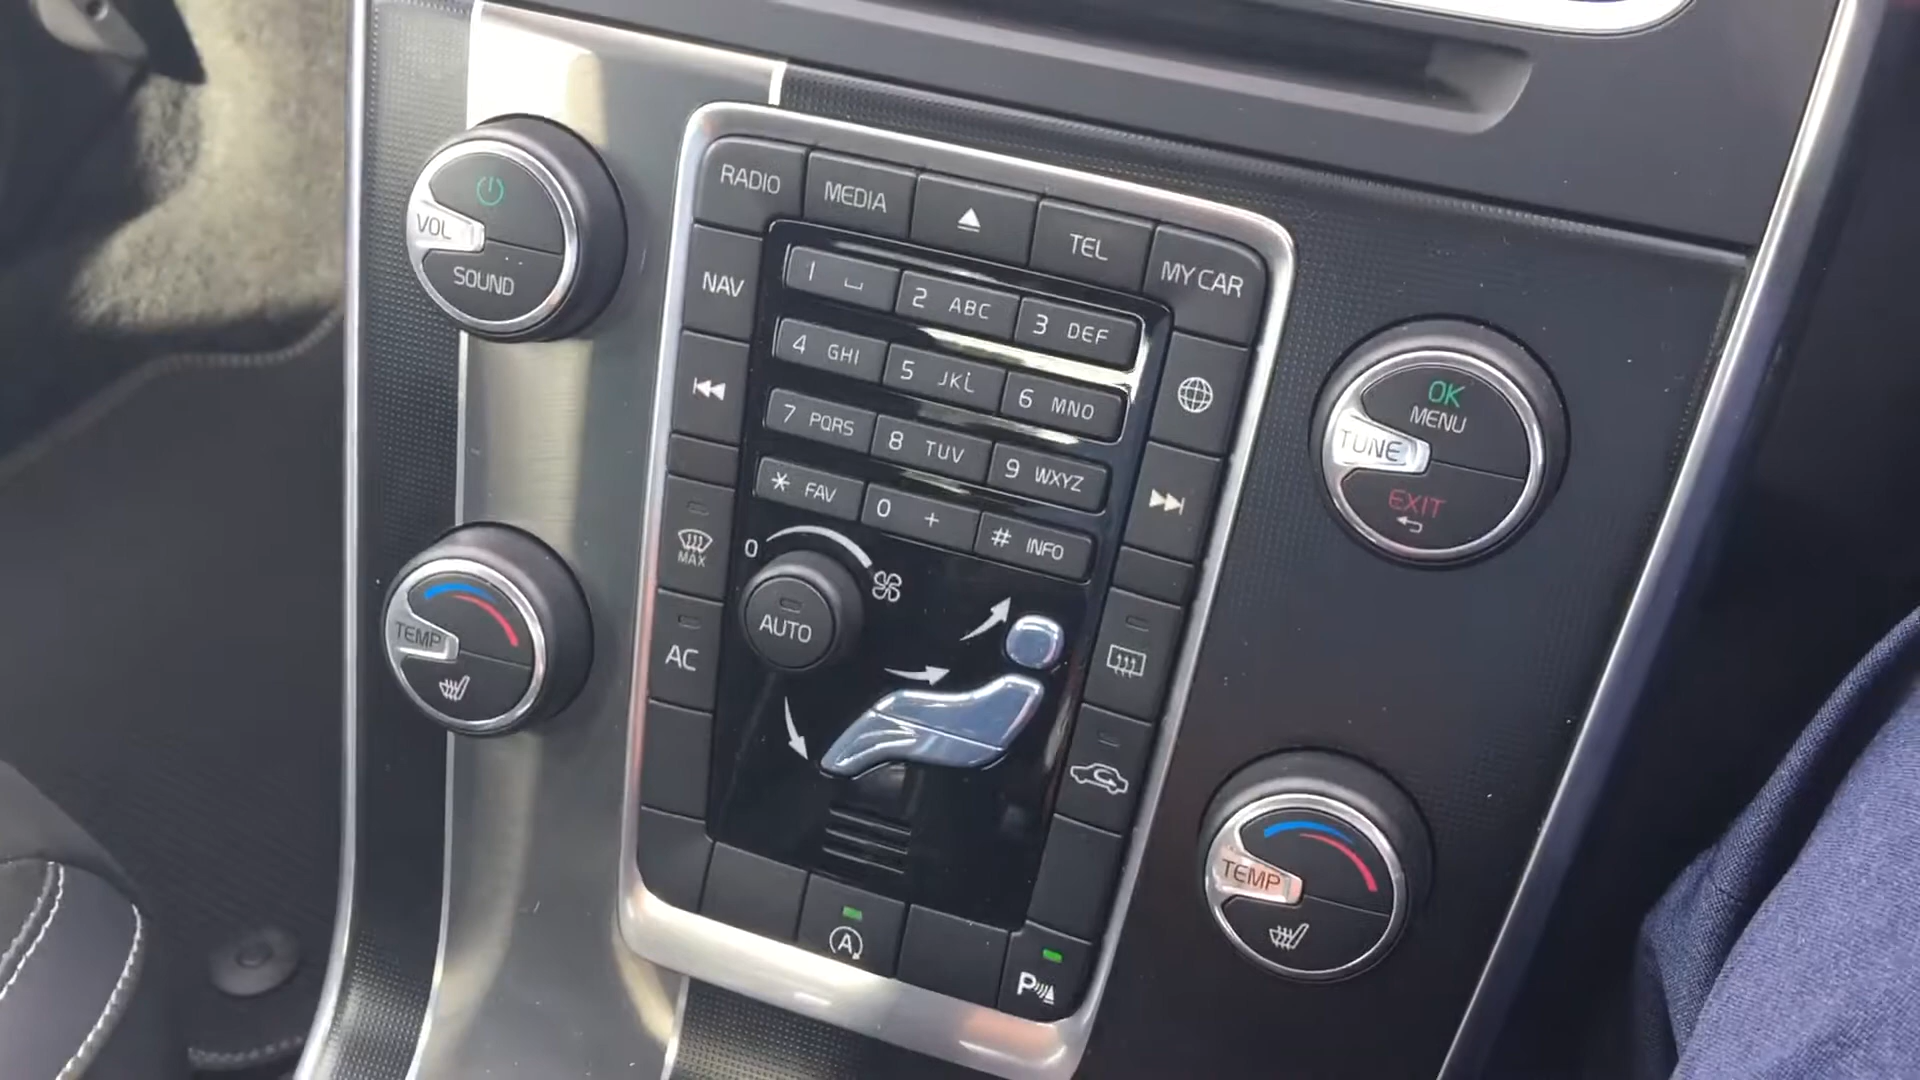 RADIO
MEDIA
TEL
MY CAR
VOL
SOUND
NAV
1
2 ABC
3 DEF
4 GHI
5 JKL
6 MNO
7 PQRS
8 TUV
9 WXYZ
* FAV
0 +
# INFO
OK
MENU
TUNE
EXIT
MAX
0
AUTO
TEMP
AC
TEMP
A
P